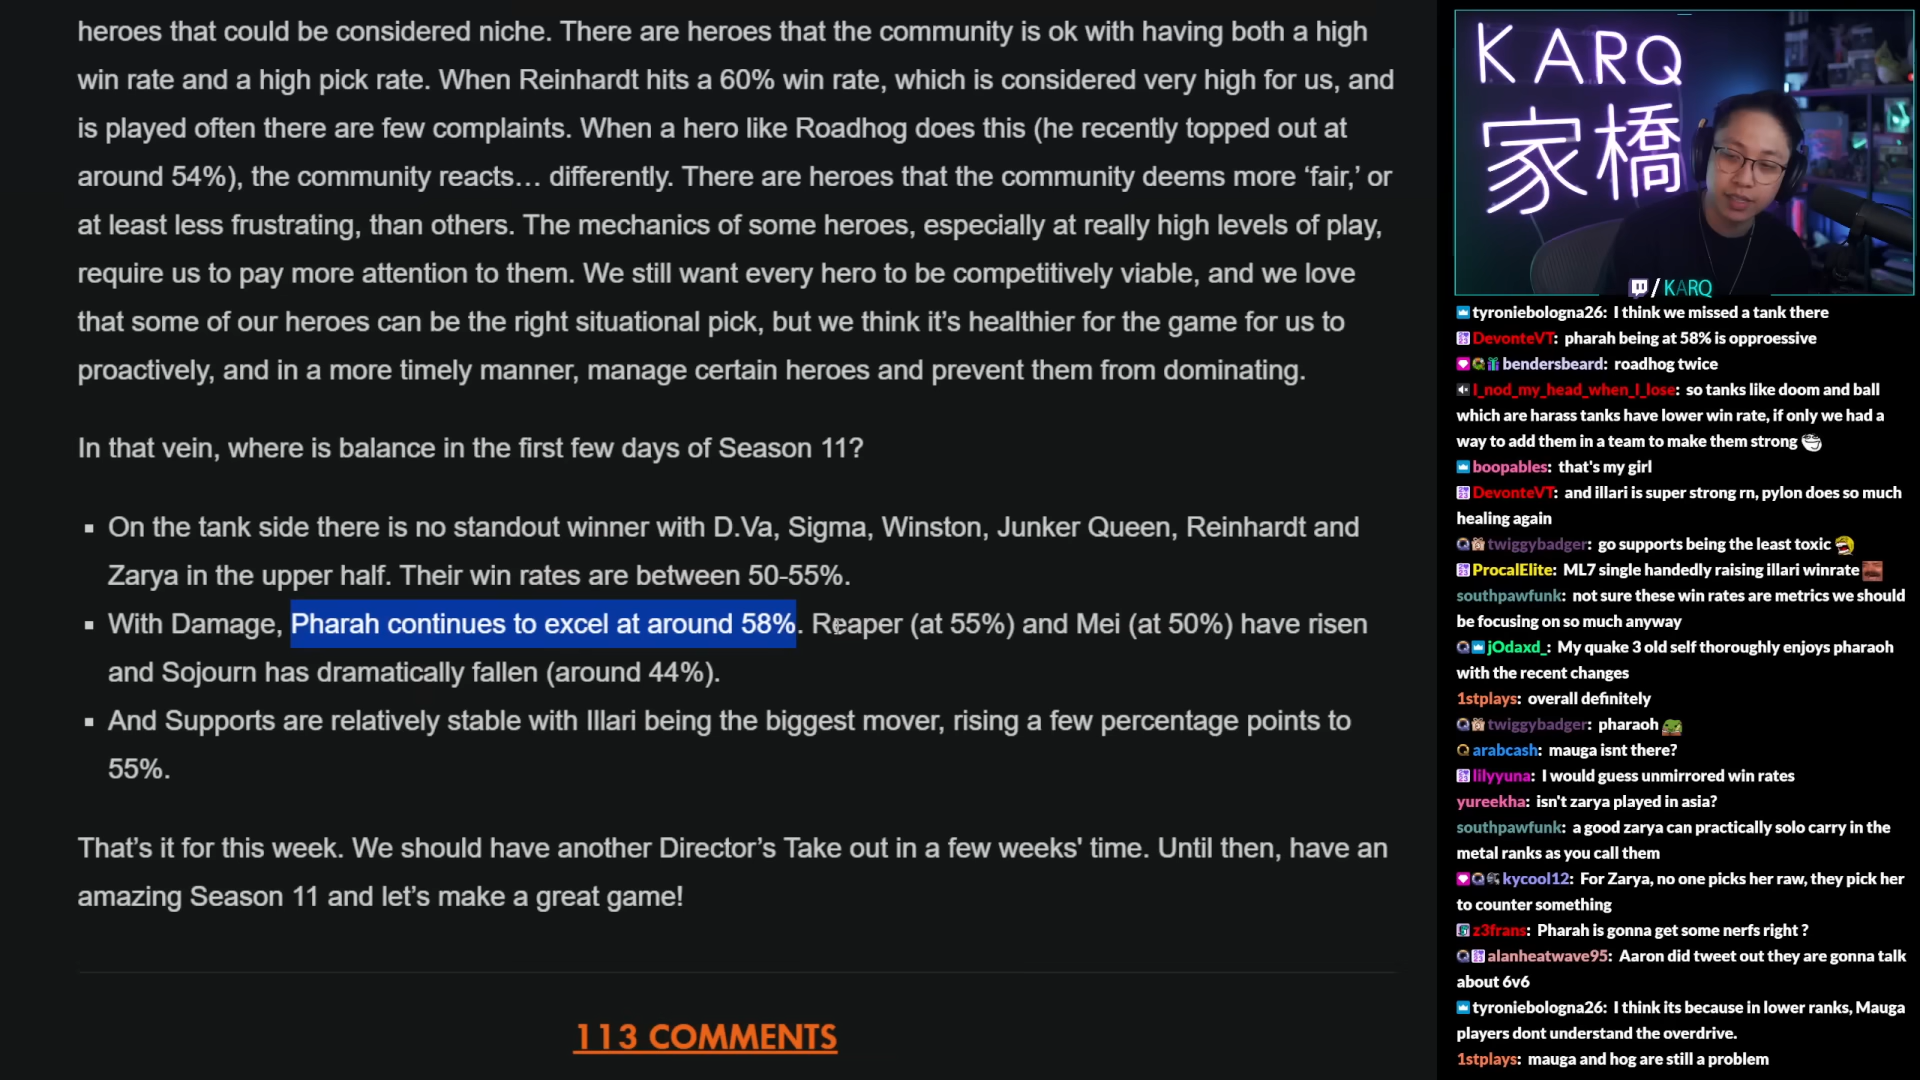 heroes that could be considered niche. There are heroes that the community is ok with having both a high
win rate and a high pick rate. When Reinhardt hits a 60% win rate, which is considered very high for us, and
is played often there are few complaints. When a hero like Roadhog does this (he recently topped out at
around 54%), the community reacts… differently. There are heroes that the community deems more ‘fair,’ or
at least less frustrating, than others. The mechanics of some heroes, especially at really high levels of play,
require us to pay more attention to them. We still want every hero to be competitively viable, and we love
that some of our heroes can be the right situational pick, but we think it’s healthier for the game for us to
proactively, and in a more timely manner, manage certain heroes and prevent them from dominating.
In that vein, where is balance in the first few days of Season 11?
▪ On the tank side there is no standout winner with D.Va, Sigma, Winston, Junker Queen, Reinhardt and
Zarya in the upper half. Their win rates are between 50-55%.
▪ With Damage, Pharah continues to excel at around 58%. Reaper (at 55%) and Mei (at 50%) have risen
and Sojourn has dramatically fallen (around 44%).
▪ And Supports are relatively stable with Illari being the biggest mover, rising a few percentage points to
55%.
That’s it for this week. We should have another Director’s Take out in a few weeks' time. Until then, have an
amazing Season 11 and let’s make a great game!
113 COMMENTS
KARQ
家橋
/ KARQ
tyroniebologna26: I think we missed a tank there
DevonteVT: pharah being at 58% is opproessive
bendersbeard: roadhog twice
I_nod_my_head_when_I_lose: so tanks like doom and ball
which are harass tanks have lower win rate, if only we had a
way to add them in a team to make them strong
boopables: that's my girl
DevonteVT: and illari is super strong rn, pylon does so much
healing again
twiggybadger: go supports being the least toxic
ProcalElite: ML7 single handedly raising illari winrate
southpawfunk: not sure these win rates are metrics we should
be focusing on so much anyway
jOdaxd_: My quake 3 old self thoroughly enjoys pharaoh
with the recent changes
1stplays: overall definitely
twiggybadger: pharaoh
arabcash: mauga isnt there?
lilyyuna: I would guess unmirrored win rates
yureekha: isn't zarya played in asia?
southpawfunk: a good zarya can practically solo carry in the
metal ranks as you call them
kycool12: For Zarya, no one picks her raw, they pick her
to counter something
z3frans: Pharah is gonna get some nerfs right ?
alanheatwave95: Aaron did tweet out they are gonna talk
about 6v6
tyroniebologna26: I think its because in lower ranks, Mauga
players dont understand the overdrive.
1stplays: mauga and hog are still a problem